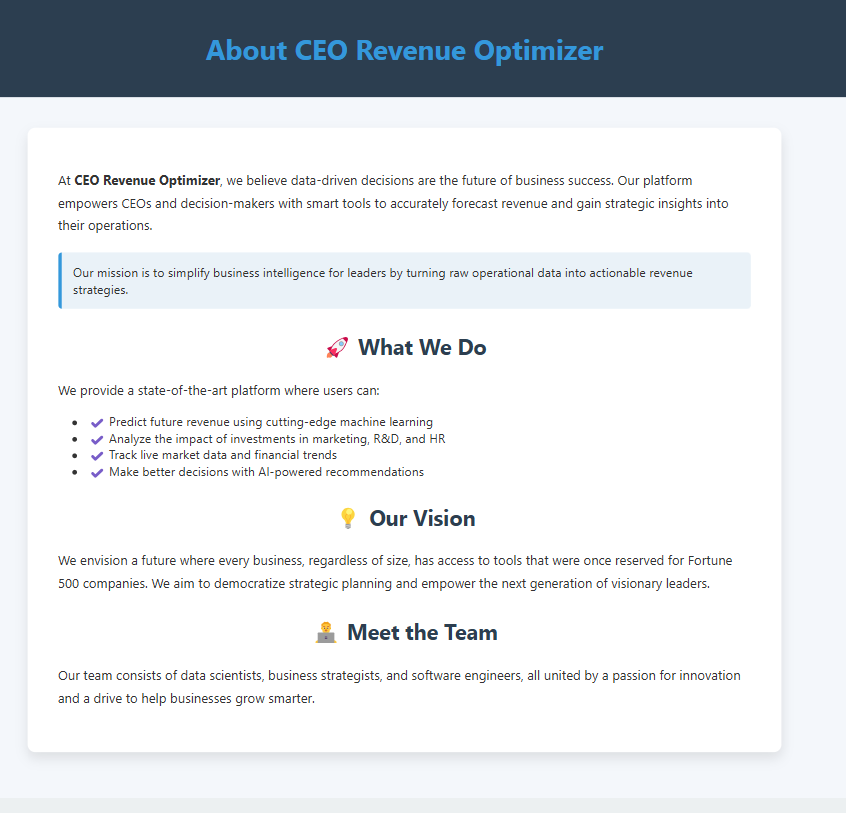 About CEO Revenue Optimizer
At CEO Revenue Optimizer, we believe data-driven decisions are the future of business success. Our platform
empowers CEOs and decision-makers with smart tools to accurately forecast revenue and gain strategic insights into
their operations.
Our mission is to simplify business intelligence for leaders by turning raw operational data into actionable revenue
strategies.
🚀 What We Do
We provide a state-of-the-art platform where users can:
• ✔ Predict future revenue using cutting-edge machine learning
• ✔ Analyze the impact of investments in marketing, R&D, and HR
• ✔ Track live market data and financial trends
• ✔ Make better decisions with AI-powered recommendations
💡 Our Vision
We envision a future where every business, regardless of size, has access to tools that were once reserved for Fortune
500 companies. We aim to democratize strategic planning and empower the next generation of visionary leaders.
🧑‍💻 Meet the Team
Our team consists of data scientists, business strategists, and software engineers, all united by a passion for innovation
and a drive to help businesses grow smarter.